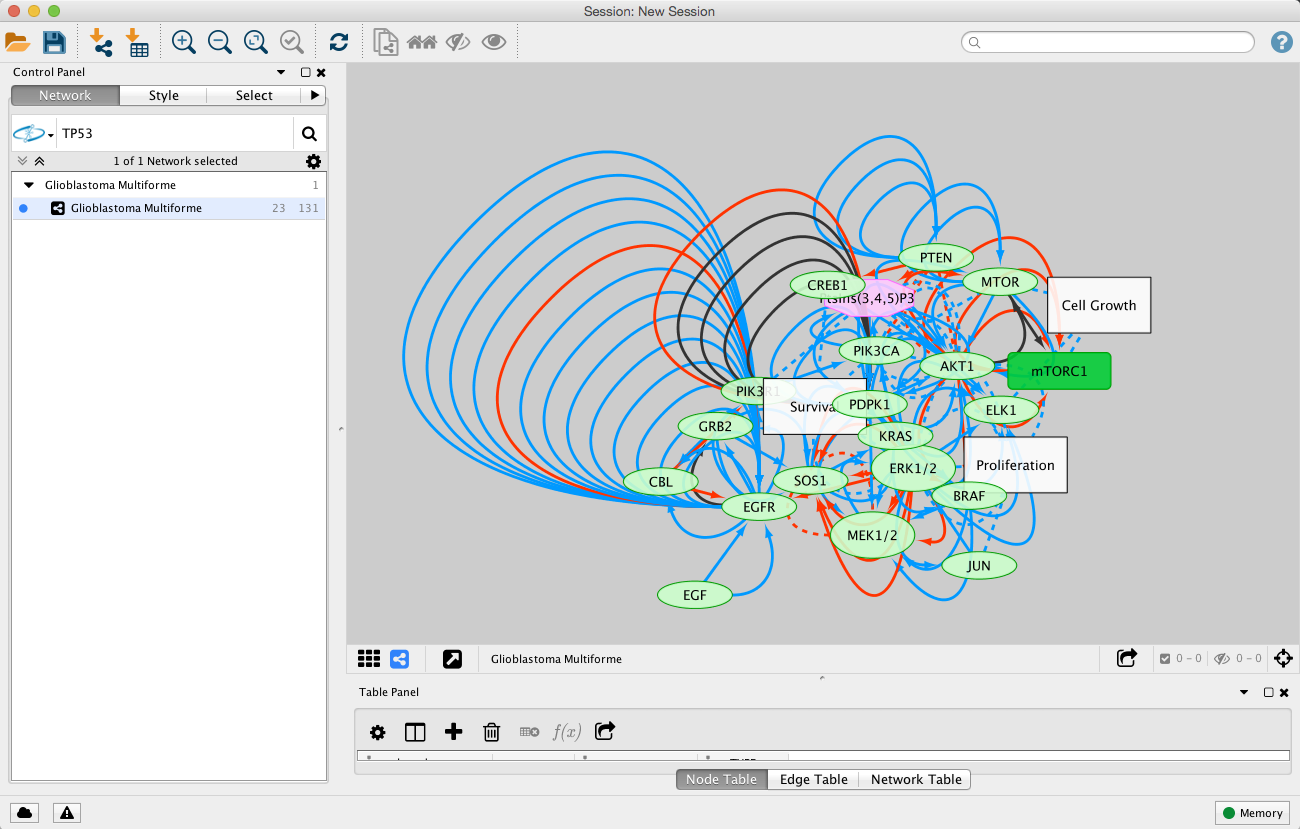 Session: New Session
Control Panel
Network Style Select
TP53
1 of 1 Network selected
Glioblastoma Multiforme 1
Glioblastoma Multiforme 23 131
PTEN
MTOR
CREB1
PtsIns(3,4,5)P3
Cell Growth
PIK3CA
AKT1
mTORC1
PIK3R1
Surviva
PDPK1
ELK1
GRB2
KRAS
ERK1/2
Proliferation
CBL
SOS1
BRAF
EGFR
MEK1/2
JUN
EGF
Glioblastoma Multiforme
0 - 0
0 - 0
Table Panel
f(x)
Node Table Edge Table Network Table
Memory